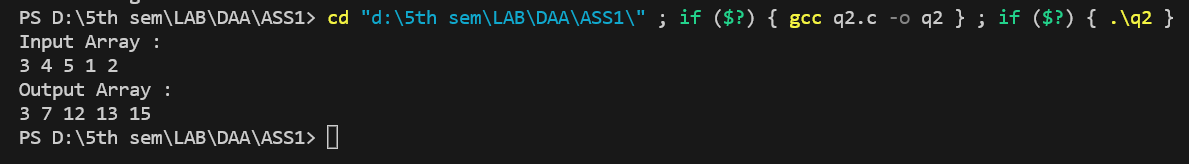 PS D:\5th sem\LAB\DAA\ASS1> cd "d:\5th sem\LAB\DAA\ASS1\" ; if ($?) { gcc q2.c -o q2 } ; if ($?) { .\q2 }
Input Array :
3 4 5 1 2
Output Array :
3 7 12 13 15
PS D:\5th sem\LAB\DAA\ASS1>